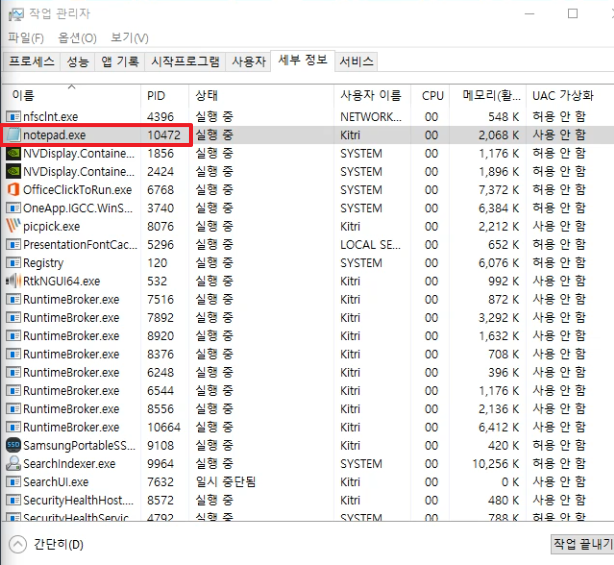 작업 관리자
파일(F) 옵션(O) 보기(V)
프로세스 성능 앱 기록 시작프로그램 사용자 세부 정보 서비스
이름 PID 상태 사용자 이름 CPU 메모리(활... UAC 가상화
nfsclnt.exe 4396 실행 중 NETWORK... 00 548 K 허용 안 함
notepad.exe 10472 실행 중 Kitri 00 2,068 K 사용 안 함
NVDisplay.Containe... 1856 실행 중 SYSTEM 00 1,176 K 허용 안 함
NVDisplay.Containe... 2424 실행 중 SYSTEM 00 1,896 K 허용 안 함
OfficeClickToRun.exe 6768 실행 중 SYSTEM 00 7,372 K 허용 안 함
OneApp.IGCC.WinS... 3740 실행 중 SYSTEM 00 6,384 K 허용 안 함
picpick.exe 8076 실행 중 Kitri 00 2,212 K 사용 안 함
PresentationFontCac... 5296 실행 중 LOCAL SE... 00 652 K 허용 안 함
Registry 120 실행 중 SYSTEM 00 6,076 K 허용 안 함
RtkNGUI64.exe 532 실행 중 Kitri 00 992 K 사용 안 함
RuntimeBroker.exe 7516 실행 중 Kitri 00 872 K 사용 안 함
RuntimeBroker.exe 7892 실행 중 Kitri 00 3,292 K 사용 안 함
RuntimeBroker.exe 8920 실행 중 Kitri 00 1,632 K 사용 안 함
RuntimeBroker.exe 8376 실행 중 Kitri 00 708 K 사용 안 함
RuntimeBroker.exe 6248 실행 중 Kitri 00 396 K 사용 안 함
RuntimeBroker.exe 6544 실행 중 Kitri 00 1,176 K 사용 안 함
RuntimeBroker.exe 8556 실행 중 Kitri 00 2,136 K 사용 안 함
RuntimeBroker.exe 10664 실행 중 Kitri 00 6,412 K 사용 안 함
SSD SamsungPortableSS... 9108 실행 중 Kitri 00 420 K 허용 안 함
SearchIndexer.exe 9964 실행 중 SYSTEM 00 10,256 K 허용 안 함
SearchUI.exe 7632 일시 중단됨 Kitri 00 0 K 사용 안 함
SecurityHealthHost.... 8572 실행 중 Kitri 00 480 K 사용 안 함
SecurityHealthServic... 4792 실행 중 SYSTEM 00 788 K 허용 안 함
간단히(D) 작업 끝내기